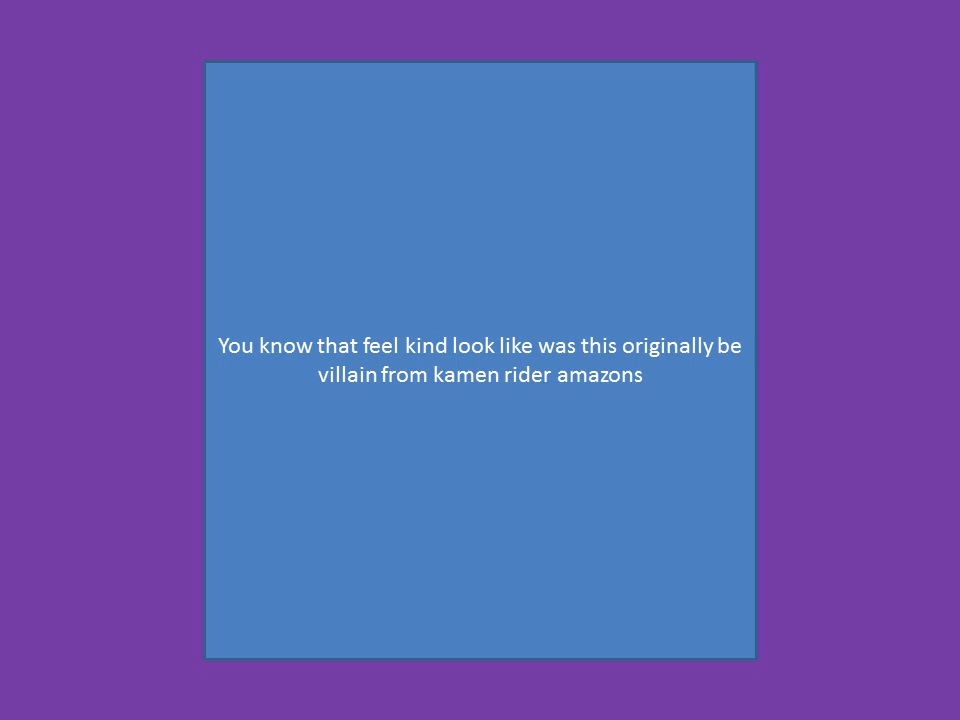 You know that feel kind look like was this originally be
villain from kamen rider amazons